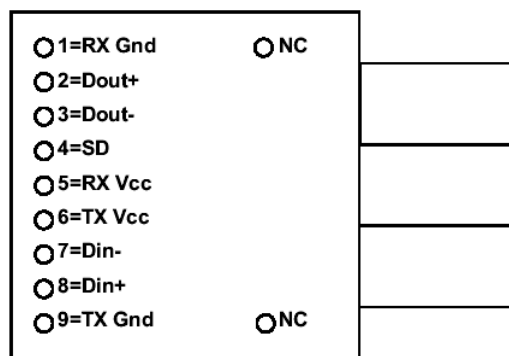 1=RX Gnd NC
2=Dout+
3=Dout-
4=SD
5=RX Vcc
6=TX Vcc
7=Din-
8=Din+
9=TX Gnd NC